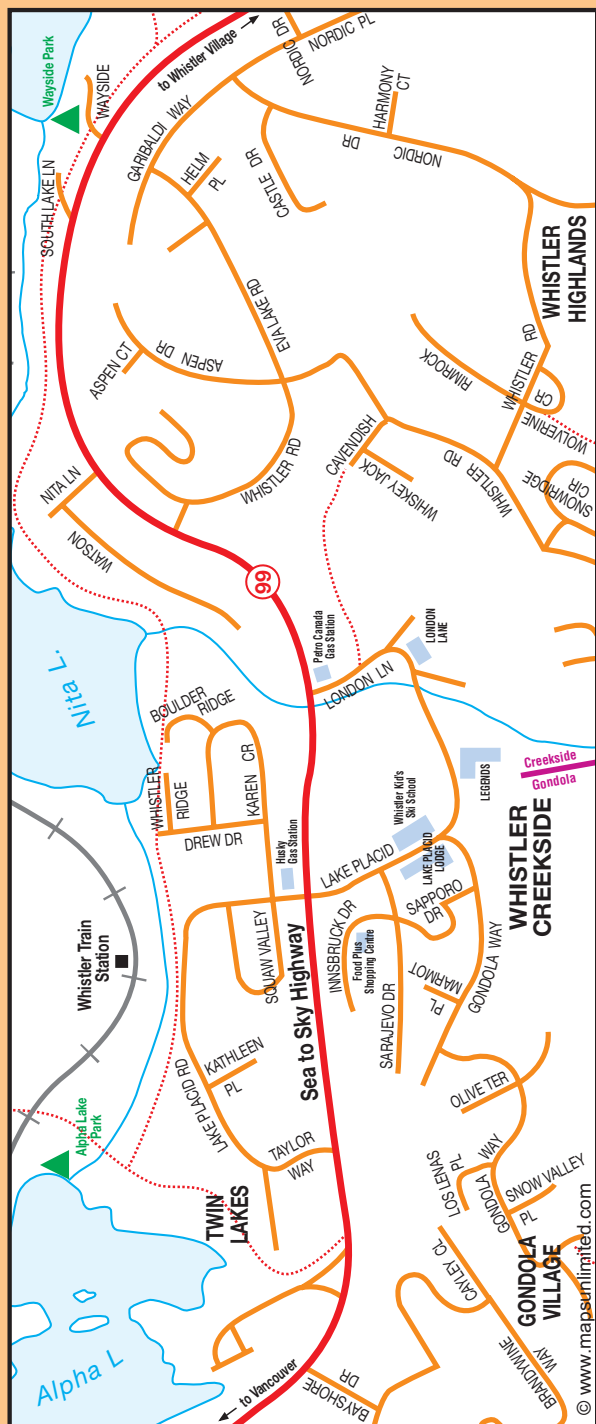 Alpha L
← to Vancouver
BAYSHORE
DR
BRANDYWINE
WAY
CAYLEY CL
GONDOLA
VILLAGE
© www.mapsunlimited.com
Alpha Lake
Park
TWIN
LAKES
TAYLOR
WAY
LAKE PLACID RD
KATHLEEN
PL
LOS LENAS
PL
GONDOLA
WAY
SNOW VALLEY
PL
OLIVE TER
Whistler Train
Station
Sea to Sky Highway
SQUAW VALLEY
INNSBRUCK DR
Food Plus
Shopping Centre
SARAJEVO DR
MARMOT
PL
GONDOLA WAY
SAPPORO
DR
LAKE PLACID
LAKE PLACID
LODGE
Whistler Kid's
Ski School
WHISTLER
CREEKSIDE
Husky
Gas Station
DREW DR
WHISTLER
RIDGE
BOULDER
RIDGE
KAREN CR
LEGENDS
Creekside
Gondola
Nita L.
Petro Canada
Gas Station
LONDON LN
LONDON
LANE
99
WATSON
NITA LN
WHISTLER RD
CAVENDISH
WHISKEY JACK
WHISTLER RD
SNOWRIDGE
CIR
ASPEN CT
ASPEN DR
EVA LAKE RD
RIMROCK
WHISTLER RD
WOLVERINE
CR
WHISTLER
HIGHLANDS
SOUTH LAKE LN
Wayside Park
WAYSIDE
to Whistler Village →
GARIBALDI WAY
HELM
PL
CASTLE DR
NORDIC
DR
NORDIC PL
HARMONY
CT
NORDIC
DR